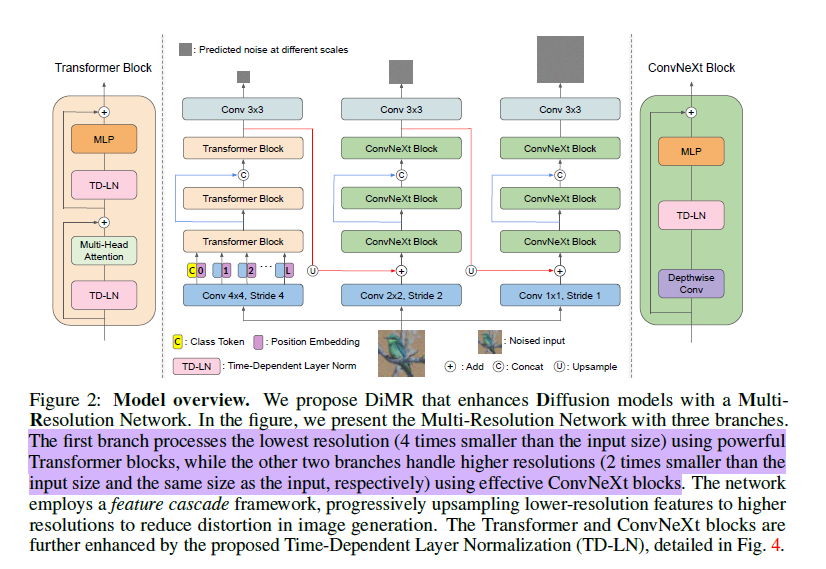 : Predicted noise at different scales
Transformer Block
ConvNeXt Block
Conv 3x3
Conv 3x3
Conv 3x3
MLP
TD-LN
Multi-Head
Attention
TD-LN
Transformer Block
ConvNeXt Block
ConvNeXt Block
C
C
C
Transformer Block
ConvNeXt Block
ConvNeXt Block
Transformer Block
ConvNeXt Block
ConvNeXt Block
C 0 1 2 ... L
U
U
Conv 4x4, Stride 4
Conv 2x2, Stride 2
Conv 1x1, Stride 1
MLP
TD-LN
Depthwise
Conv
C : Class Token
: Position Embedding
: Noised input
TD-LN : Time-Dependent Layer Norm
+ : Add C : Concat U : Upsample
Figure 2: Model overview. We propose DiMR that enhances Diffusion models with a Multi-
Resolution Network. In the figure, we present the Multi-Resolution Network with three branches.
The first branch processes the lowest resolution (4 times smaller than the input size) using powerful
Transformer blocks, while the other two branches handle higher resolutions (2 times smaller than the
input size and the same size as the input, respectively) using effective ConvNeXt blocks. The network
employs a feature cascade framework, progressively upsampling lower-resolution features to higher
resolutions to reduce distortion in image generation. The Transformer and ConvNeXt blocks are
further enhanced by the proposed Time-Dependent Layer Normalization (TD-LN), detailed in Fig. 4.